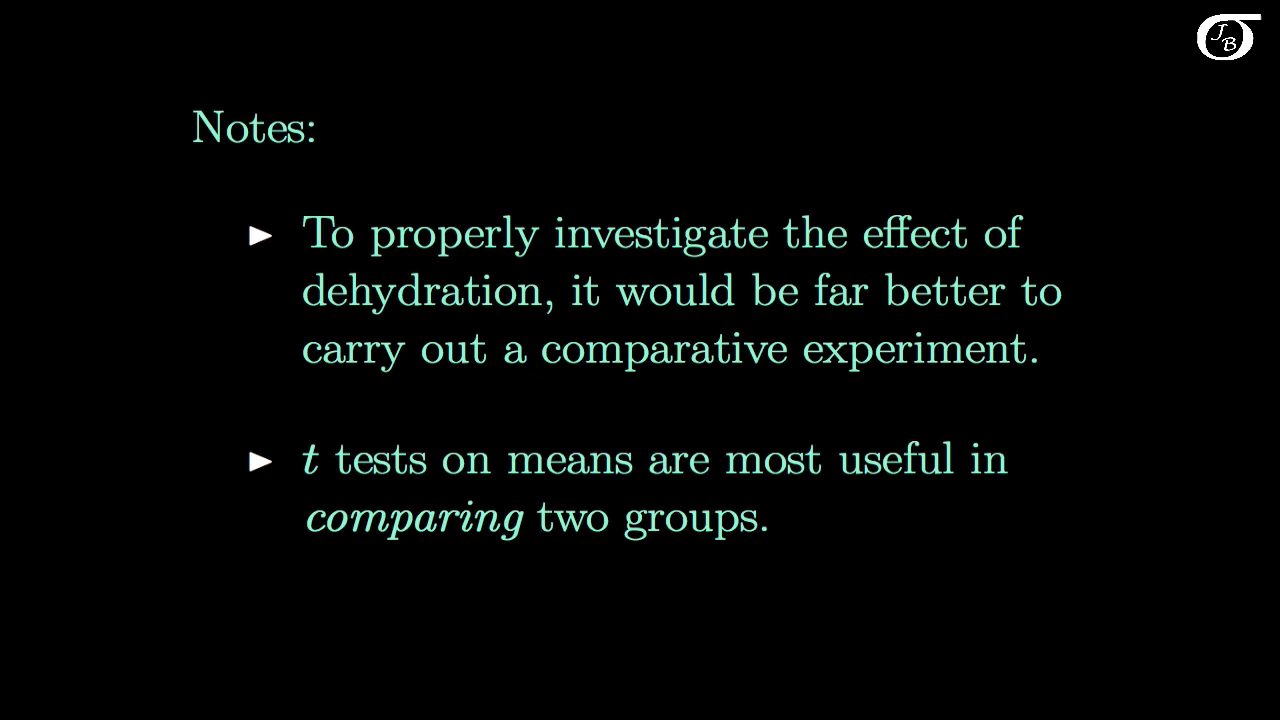 J
B
Notes:
► To properly investigate the effect of
dehydration, it would be far better to
carry out a comparative experiment.
► t tests on means are most useful in
comparing two groups.